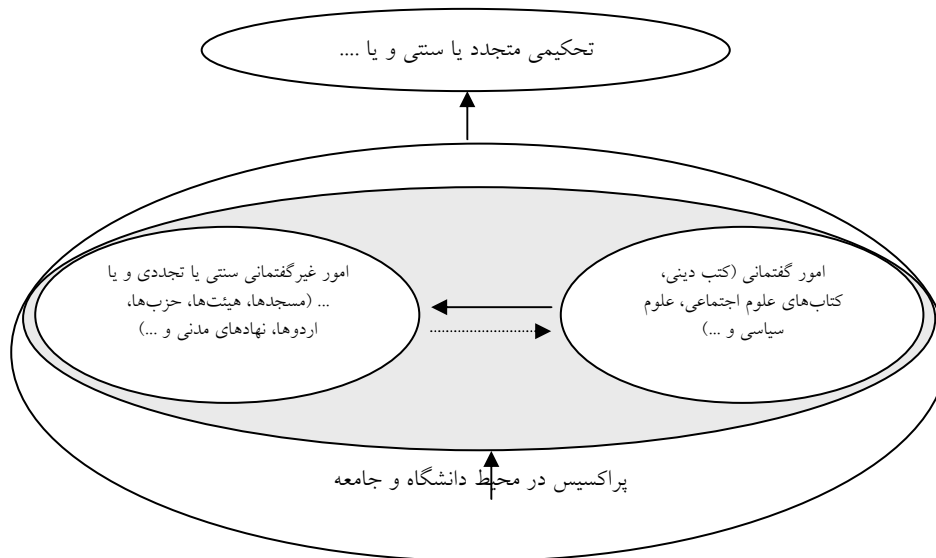 تحکیمی متجدد یا سنتی و یا ....
امور گفتمانی (کتب دینی،
کتاب‌های علوم اجتماعی، علوم
سیاسی و ...)
امور غیرگفتمانی سنتی یا تجددی و یا
... (مسجدها، هیئت‌ها، حزب‌ها،
اردوها، نهادهای مدنی و ...)
پراکسیس در محیط دانشگاه و جامعه